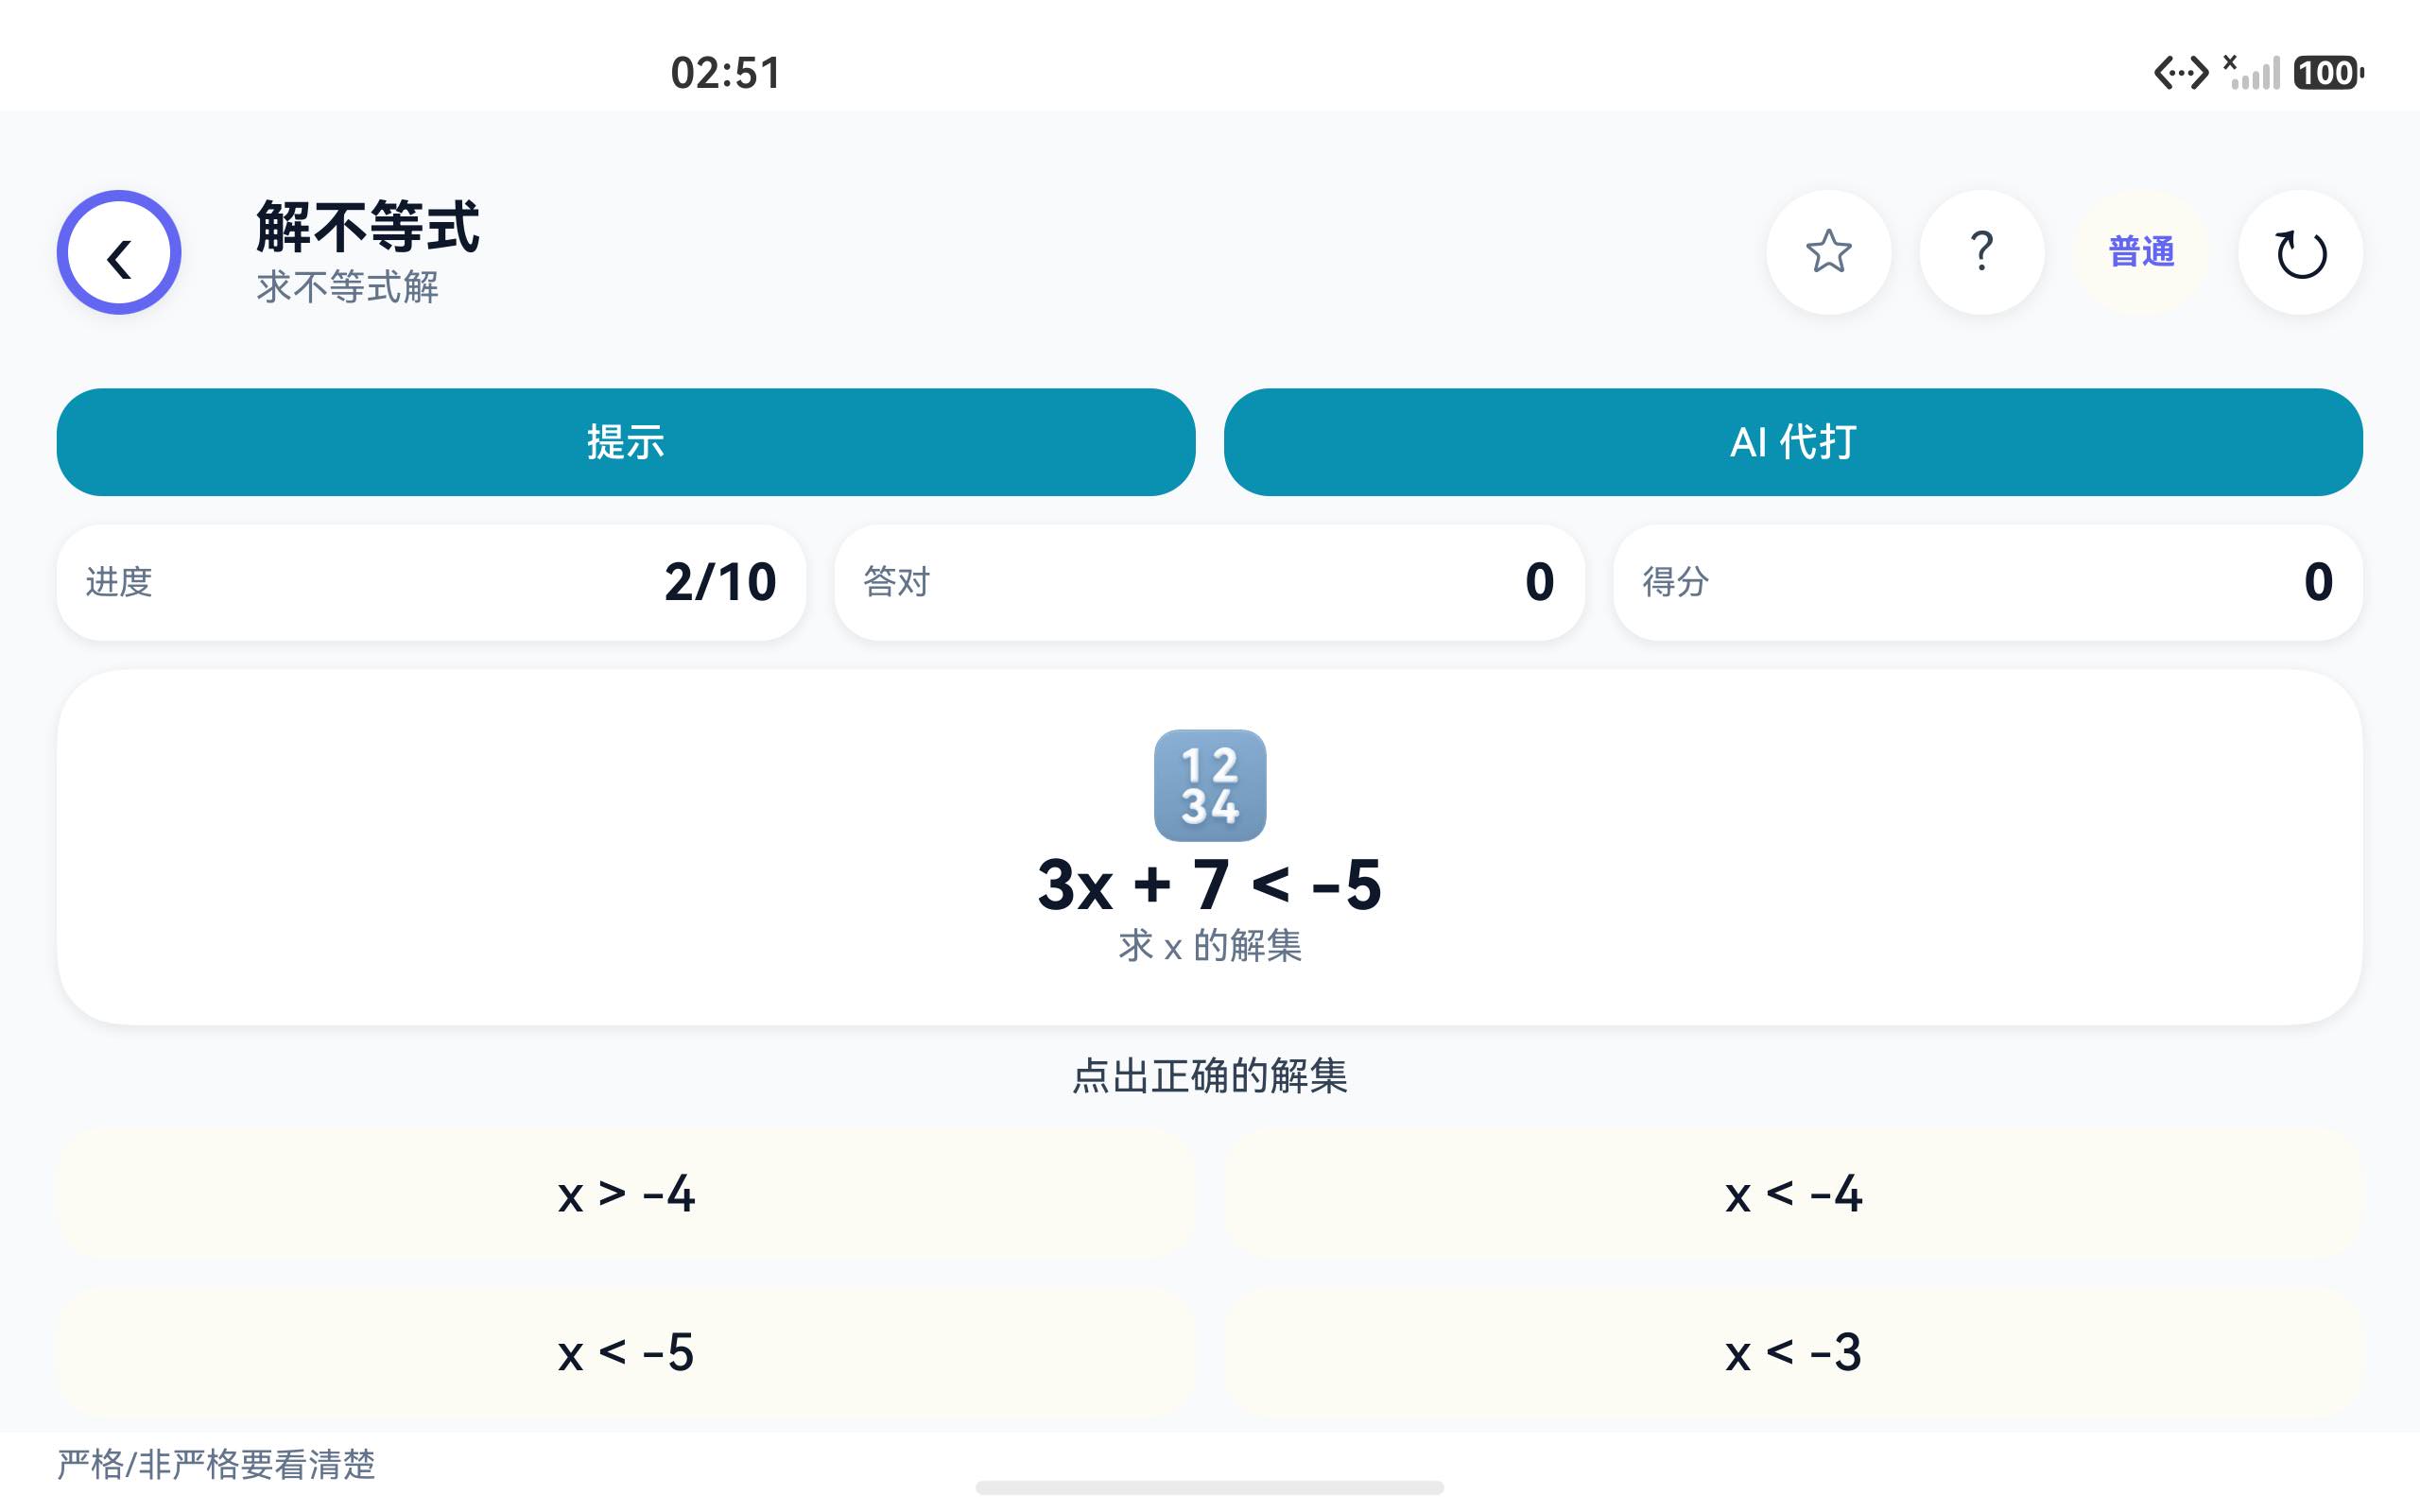 02:51
100
解不等式
求不等式解
?
普通
提示
AI 代打
进度 2/10
答对 0
得分 0
12
34
3x + 7 < -5
求 x 的解集
点出正确的解集
x > -4
x < -4
x < -5
x < -3
严格/非严格要看清楚